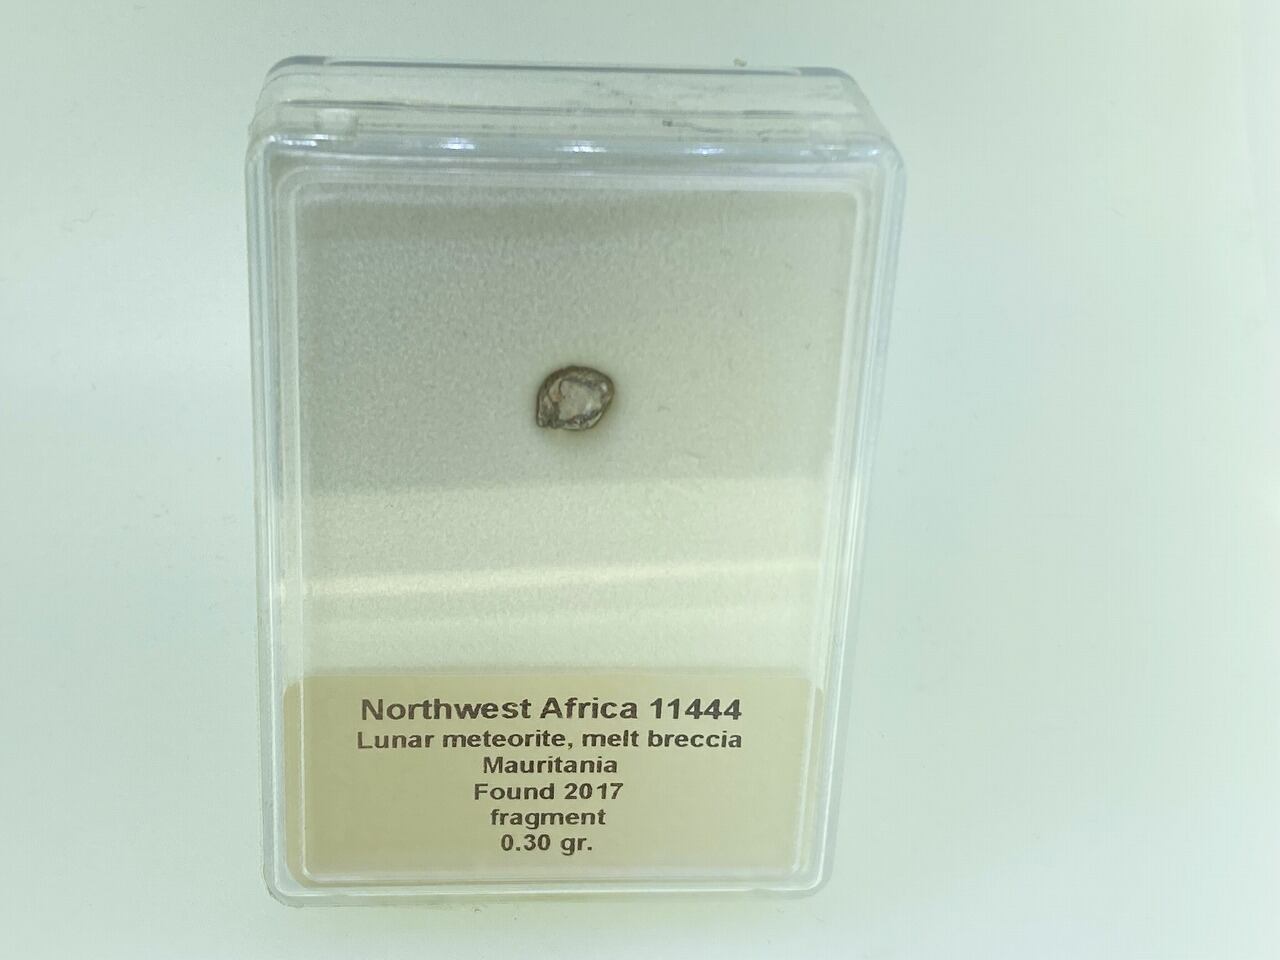 Northwest Africa 11444
Lunar meteorite, melt breccia
Mauritania
Found 2017
fragment
0.30 gr.